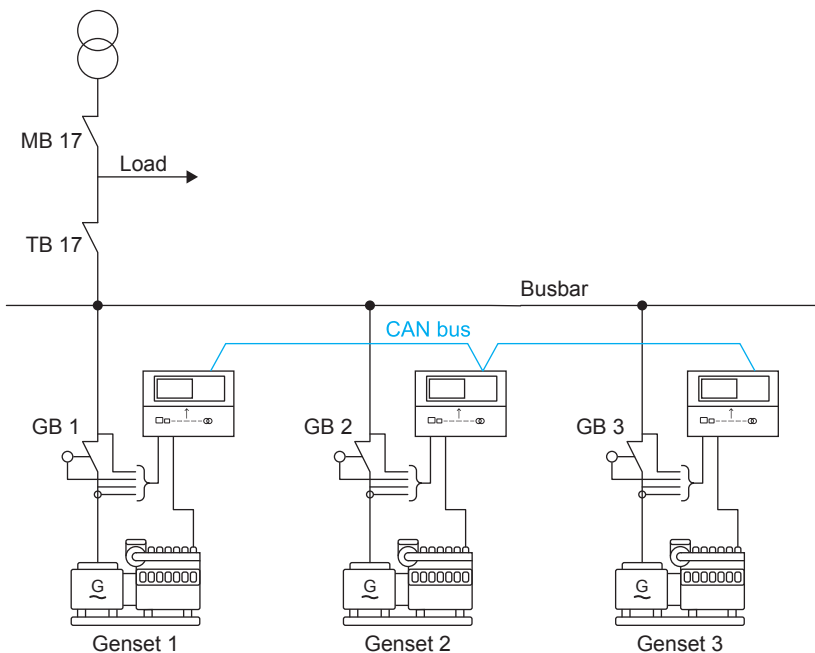 MB 17
Load
TB 17
Busbar
CAN bus
GB 1
GB 2
GB 3
G
G
G
Genset 1
Genset 2
Genset 3